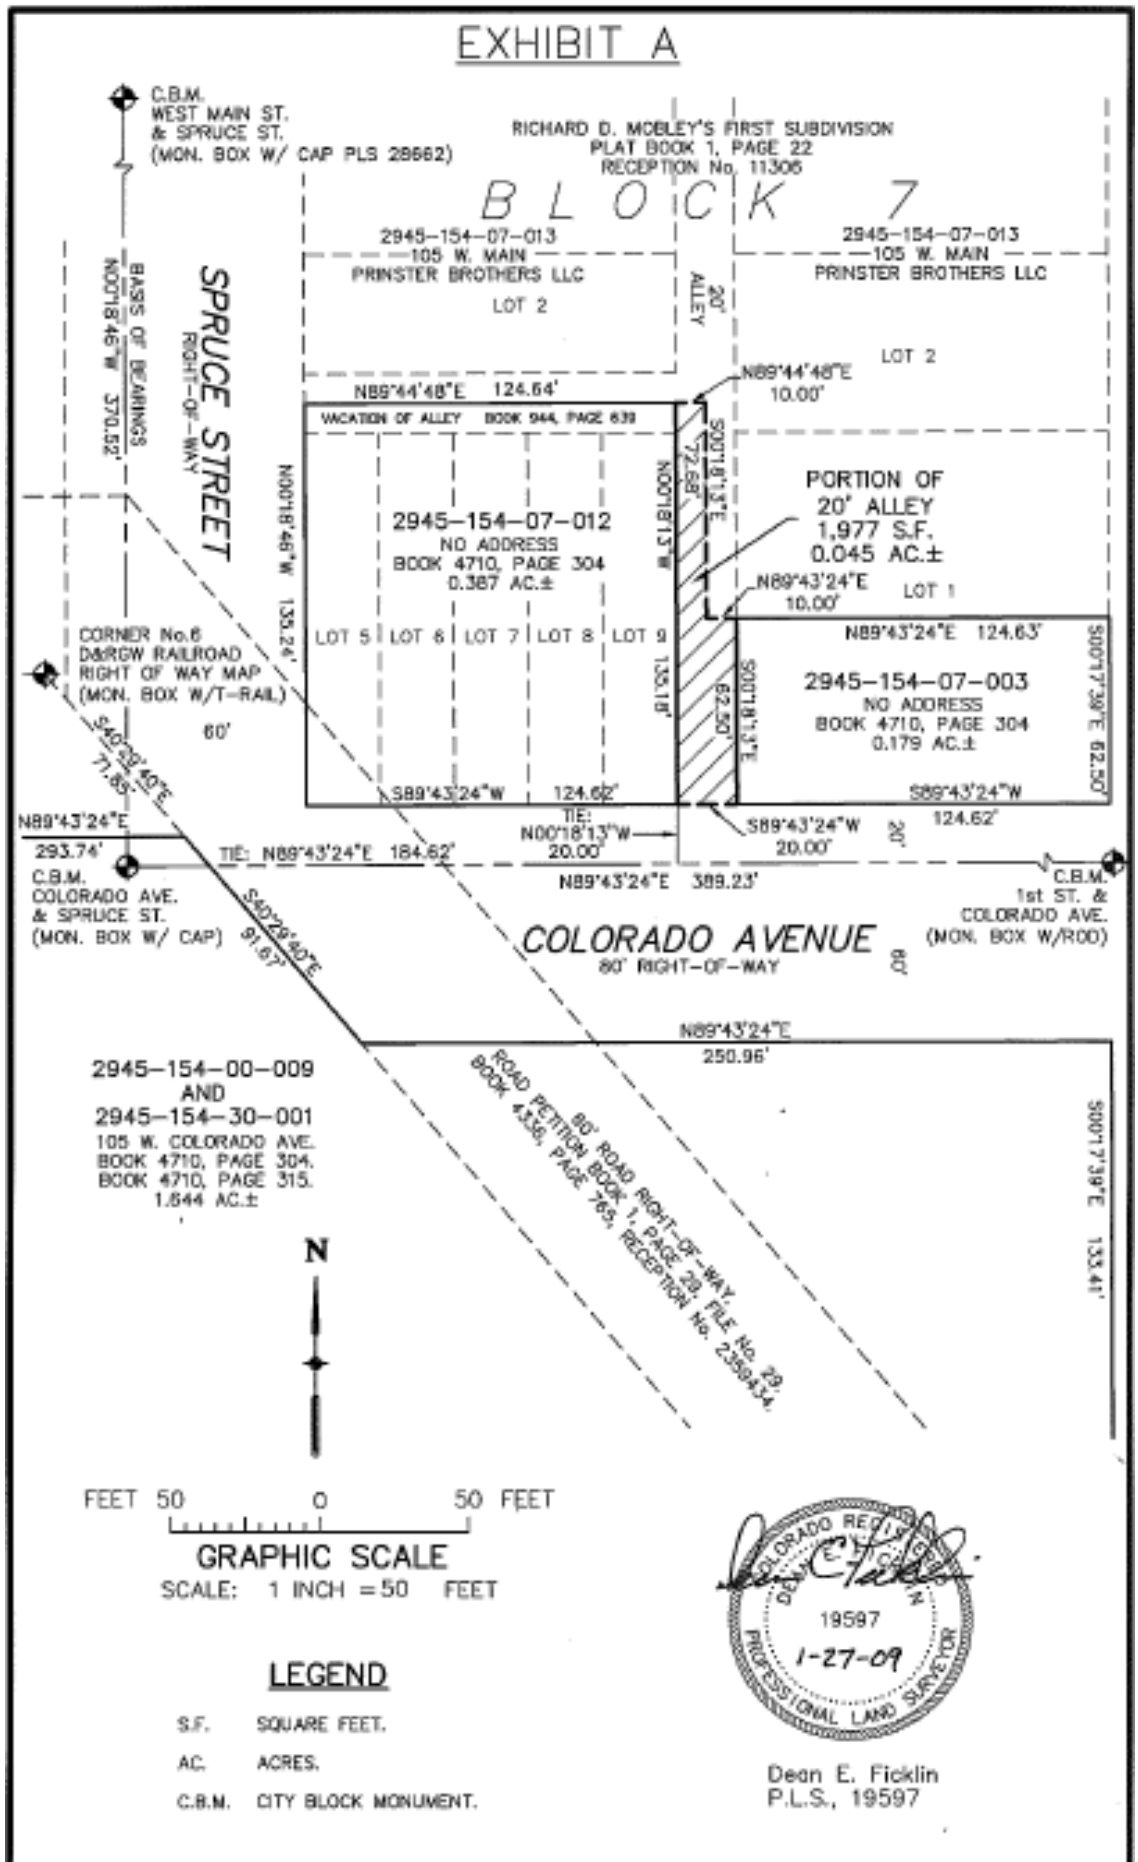 EXHIBIT A
C.B.M.
WEST MAIN ST.
& SPRUCE ST.
(MON. BOX W/ CAP PLS 28662)
RICHARD D. MOBLEY'S FIRST SUBDIVISION
PLAT BOOK 1, PAGE 22
RECEPTION No. 11306
BLOCK 7
2945-154-07-013
105 W. MAIN
PRINSTER BROTHERS LLC
LOT 2
2945-154-07-013
105 W. MAIN
PRINSTER BROTHERS LLC
LOT 2
20'
ALLEY
BASIS OF BEARINGS
N00°18'46"W 370.52'
SPRUCE STREET
RIGHT-OF-WAY
N89°44'48"E 124.64'
N89°44'48"E
10.00'
VACATION OF ALLEY BOOK 944, PAGE 639
N00°18'46"W 135.24'
2945-154-07-012
NO ADDRESS
BOOK 4710, PAGE 304
0.387 AC.±
LOT 5
LOT 6
LOT 7
LOT 8
LOT 9
N00°18'13"W 135.18'
S00°18'13"E
72.68'
PORTION OF
20' ALLEY
1,977 S.F.
0.045 AC.±
N89°43'24"E
10.00'
LOT 1
N89°43'24"E 124.63'
S00°18'13"E
62.50'
2945-154-07-003
NO ADDRESS
BOOK 4710, PAGE 304
0.179 AC.±
S00°17'39"E 62.50'
S89°43'24"W
124.62'
CORNER No.6
D&RGW RAILROAD
RIGHT OF WAY MAP
(MON. BOX W/T-RAIL)
60'
S40°29'40"E
71.85'
S89°43'24"W 124.62'
TIE:
N00°18'13"W
20.00'
S89°43'24"W
20.00'
20'
N89°43'24"E
293.74'
TIE: N89°43'24"E 184.62'
N89°43'24"E 389.23'
C.B.M.
COLORADO AVE.
& SPRUCE ST.
(MON. BOX W/ CAP)
C.B.M.
1st ST. &
COLORADO AVE.
(MON. BOX W/ROD)
S40°29'40"E
91.67'
COLORADO AVENUE
80' RIGHT-OF-WAY
60'
N89°43'24"E
250.96'
2945-154-00-009
AND
2945-154-30-001
105 W. COLORADO AVE.
BOOK 4710, PAGE 304.
BOOK 4710, PAGE 315.
1.644 AC.±
80' ROAD RIGHT-OF-WAY,
ROAD PETITION BOOK 1, PAGE 29, FILE No. 29,
BOOK 4336, PAGE 765, RECEPTION No. 2359434.
S00°17'39"E 133.41'
N
FEET 50 0 50 FEET
GRAPHIC SCALE
SCALE: 1 INCH = 50 FEET
LEGEND
S.F. SQUARE FEET.
AC. ACRES.
C.B.M. CITY BLOCK MONUMENT.
COLORADO REGISTERED
DEAN E. FICKLIN
19597
1-27-09
PROFESSIONAL LAND SURVEYOR
Dean E. Ficklin
P.L.S., 19597